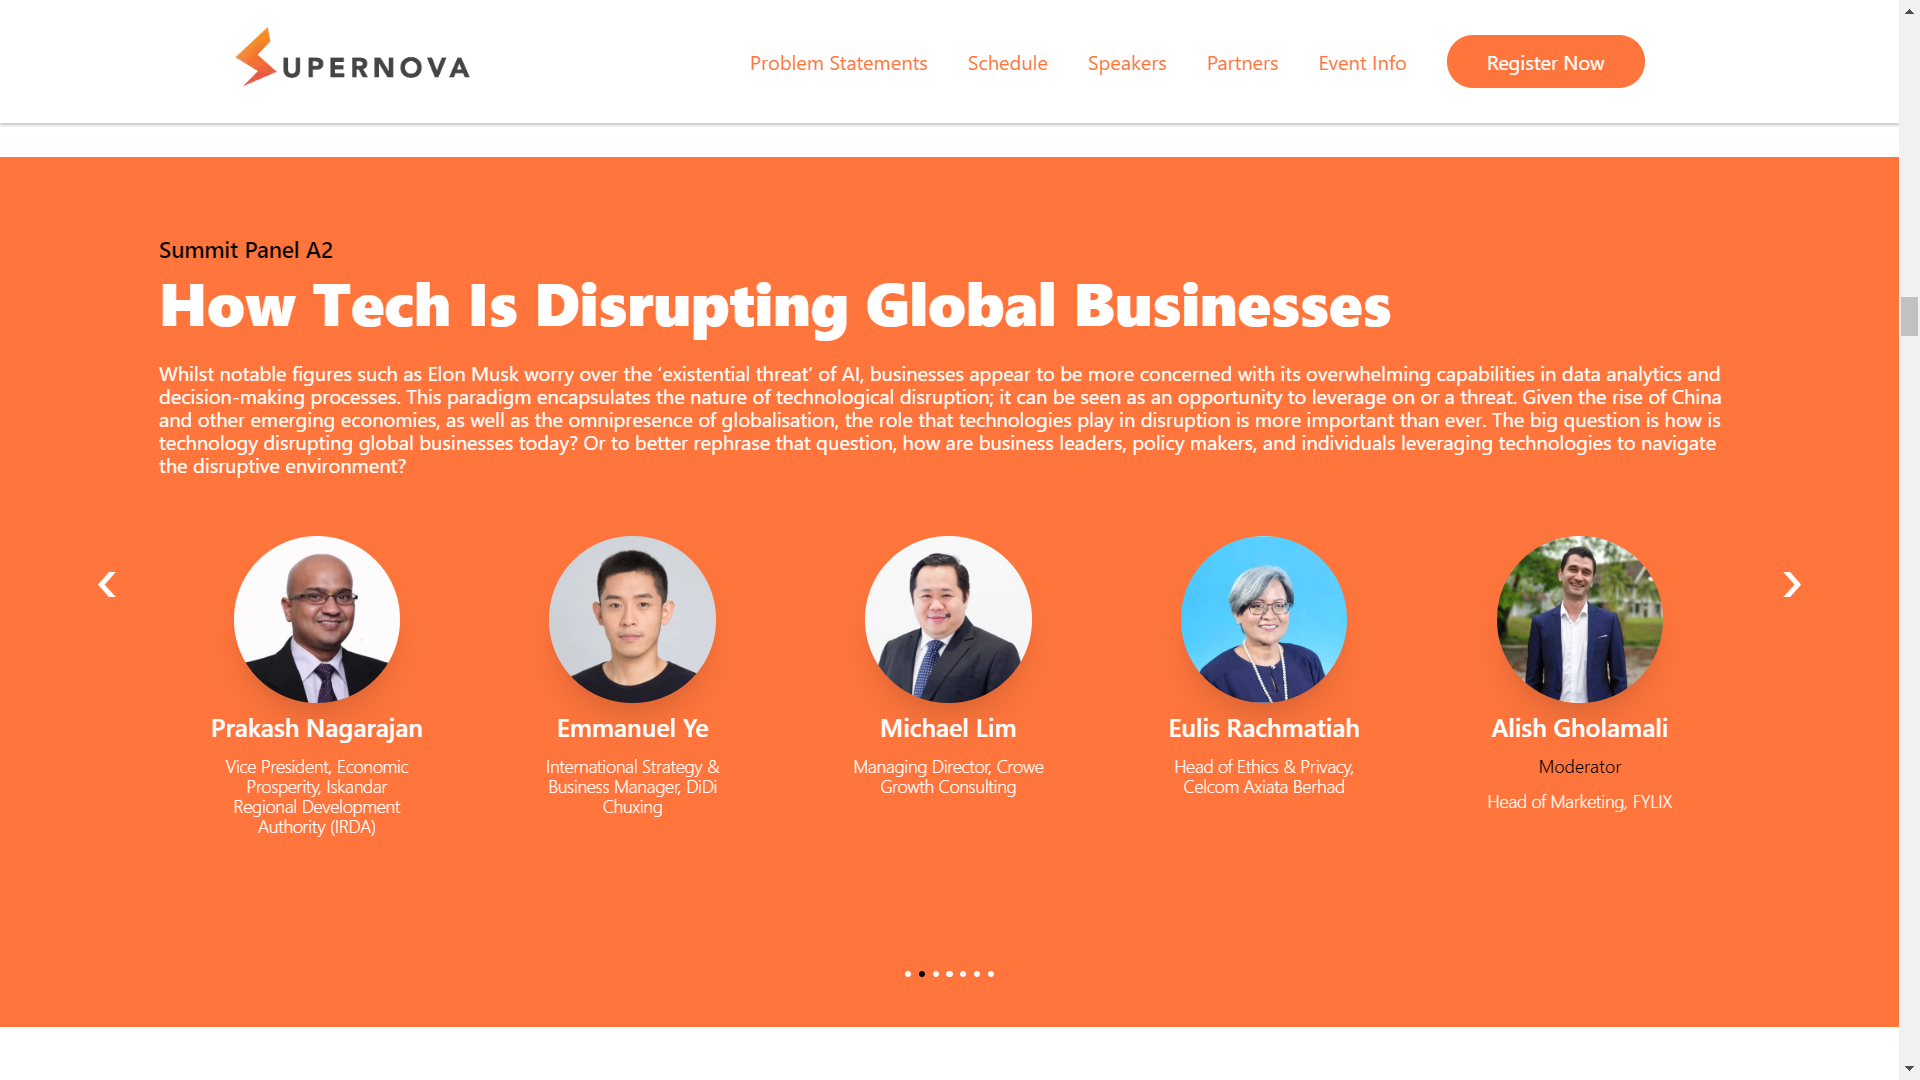 SUPERNOVA
Problem Statements
Schedule
Speakers
Partners
Event Info
Register Now
Summit Panel A2
How Tech Is Disrupting Global Businesses
Whilst notable figures such as Elon Musk worry over the ‘existential threat’ of AI, businesses appear to be more concerned with its overwhelming capabilities in data analytics and
decision-making processes. This paradigm encapsulates the nature of technological disruption; it can be seen as an opportunity to leverage on or a threat. Given the rise of China
and other emerging economies, as well as the omnipresence of globalisation, the role that technologies play in disruption is more important than ever. The big question is how is
technology disrupting global businesses today? Or to better rephrase that question, how are business leaders, policy makers, and individuals leveraging technologies to navigate
the disruptive environment?
Prakash Nagarajan
Vice President, Economic
Prosperity, Iskandar
Regional Development
Authority (IRDA)
Emmanuel Ye
International Strategy &
Business Manager, DiDi
Chuxing
Michael Lim
Managing Director, Crowe
Growth Consulting
Eulis Rachmatiah
Head of Ethics & Privacy,
Celcom Axiata Berhad
Alish Gholamali
Moderator
Head of Marketing, FYLIX